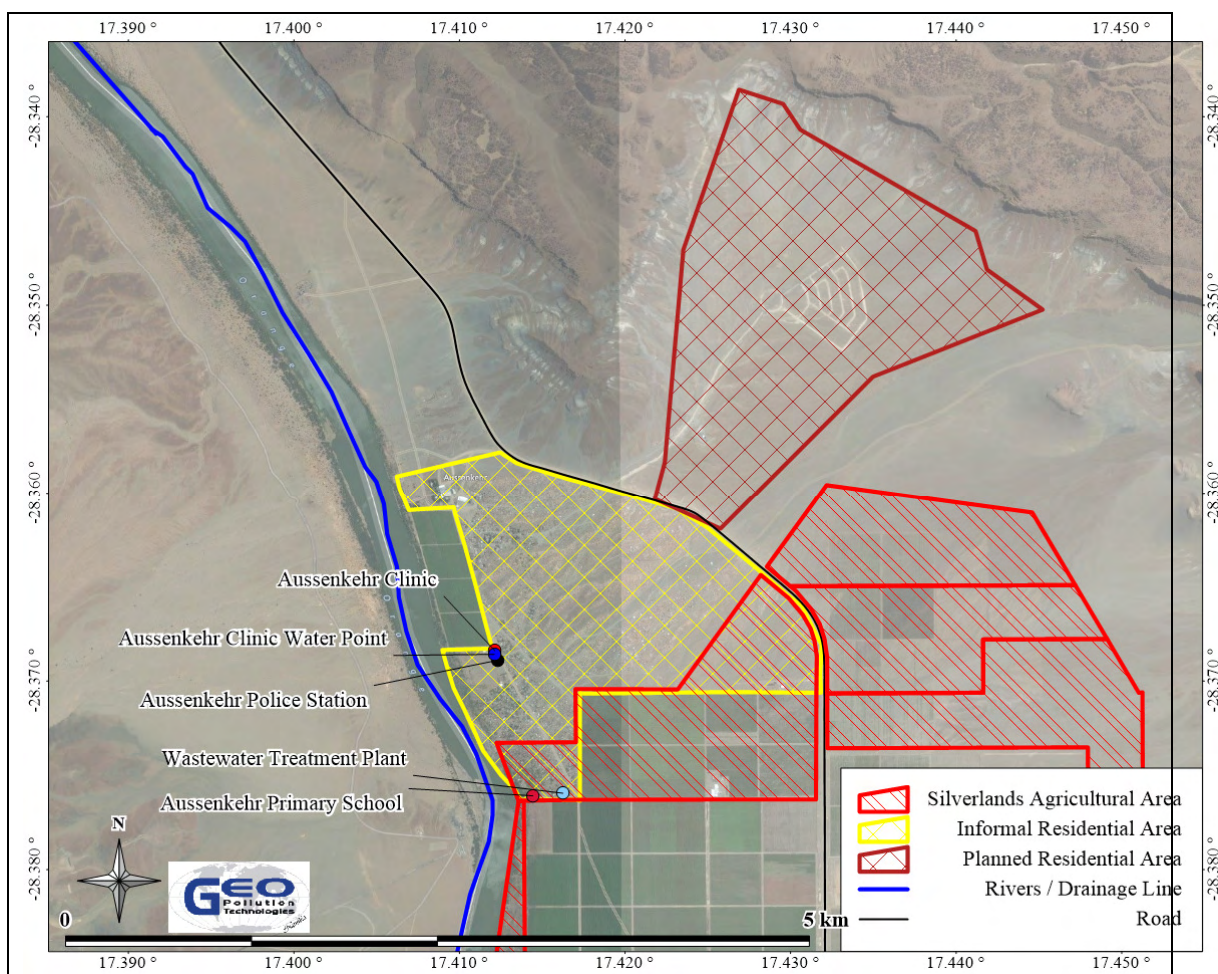 17.390 ° 17.400 ° 17.410 ° 17.420 ° 17.430 ° 17.440 ° 17.450 °
-28.340 ° -28.340 °
-28.350 ° -28.350 °
-28.360 ° -28.360 °
-28.370 ° -28.370 °
-28.380 ° -28.380 °
Aussenkehr
Aussenkehr Clinic
Aussenkehr Clinic Water Point
Aussenkehr Police Station
Wastewater Treatment Plant
Aussenkehr Primary School
Silverlands Agricultural Area
Informal Residential Area
Planned Residential Area
Rivers / Drainage Line
Road
N
GEO
Pollution
Technologies
0 5 km
17.390 ° 17.400 ° 17.410 ° 17.420 ° 17.430 ° 17.440 ° 17.450 °